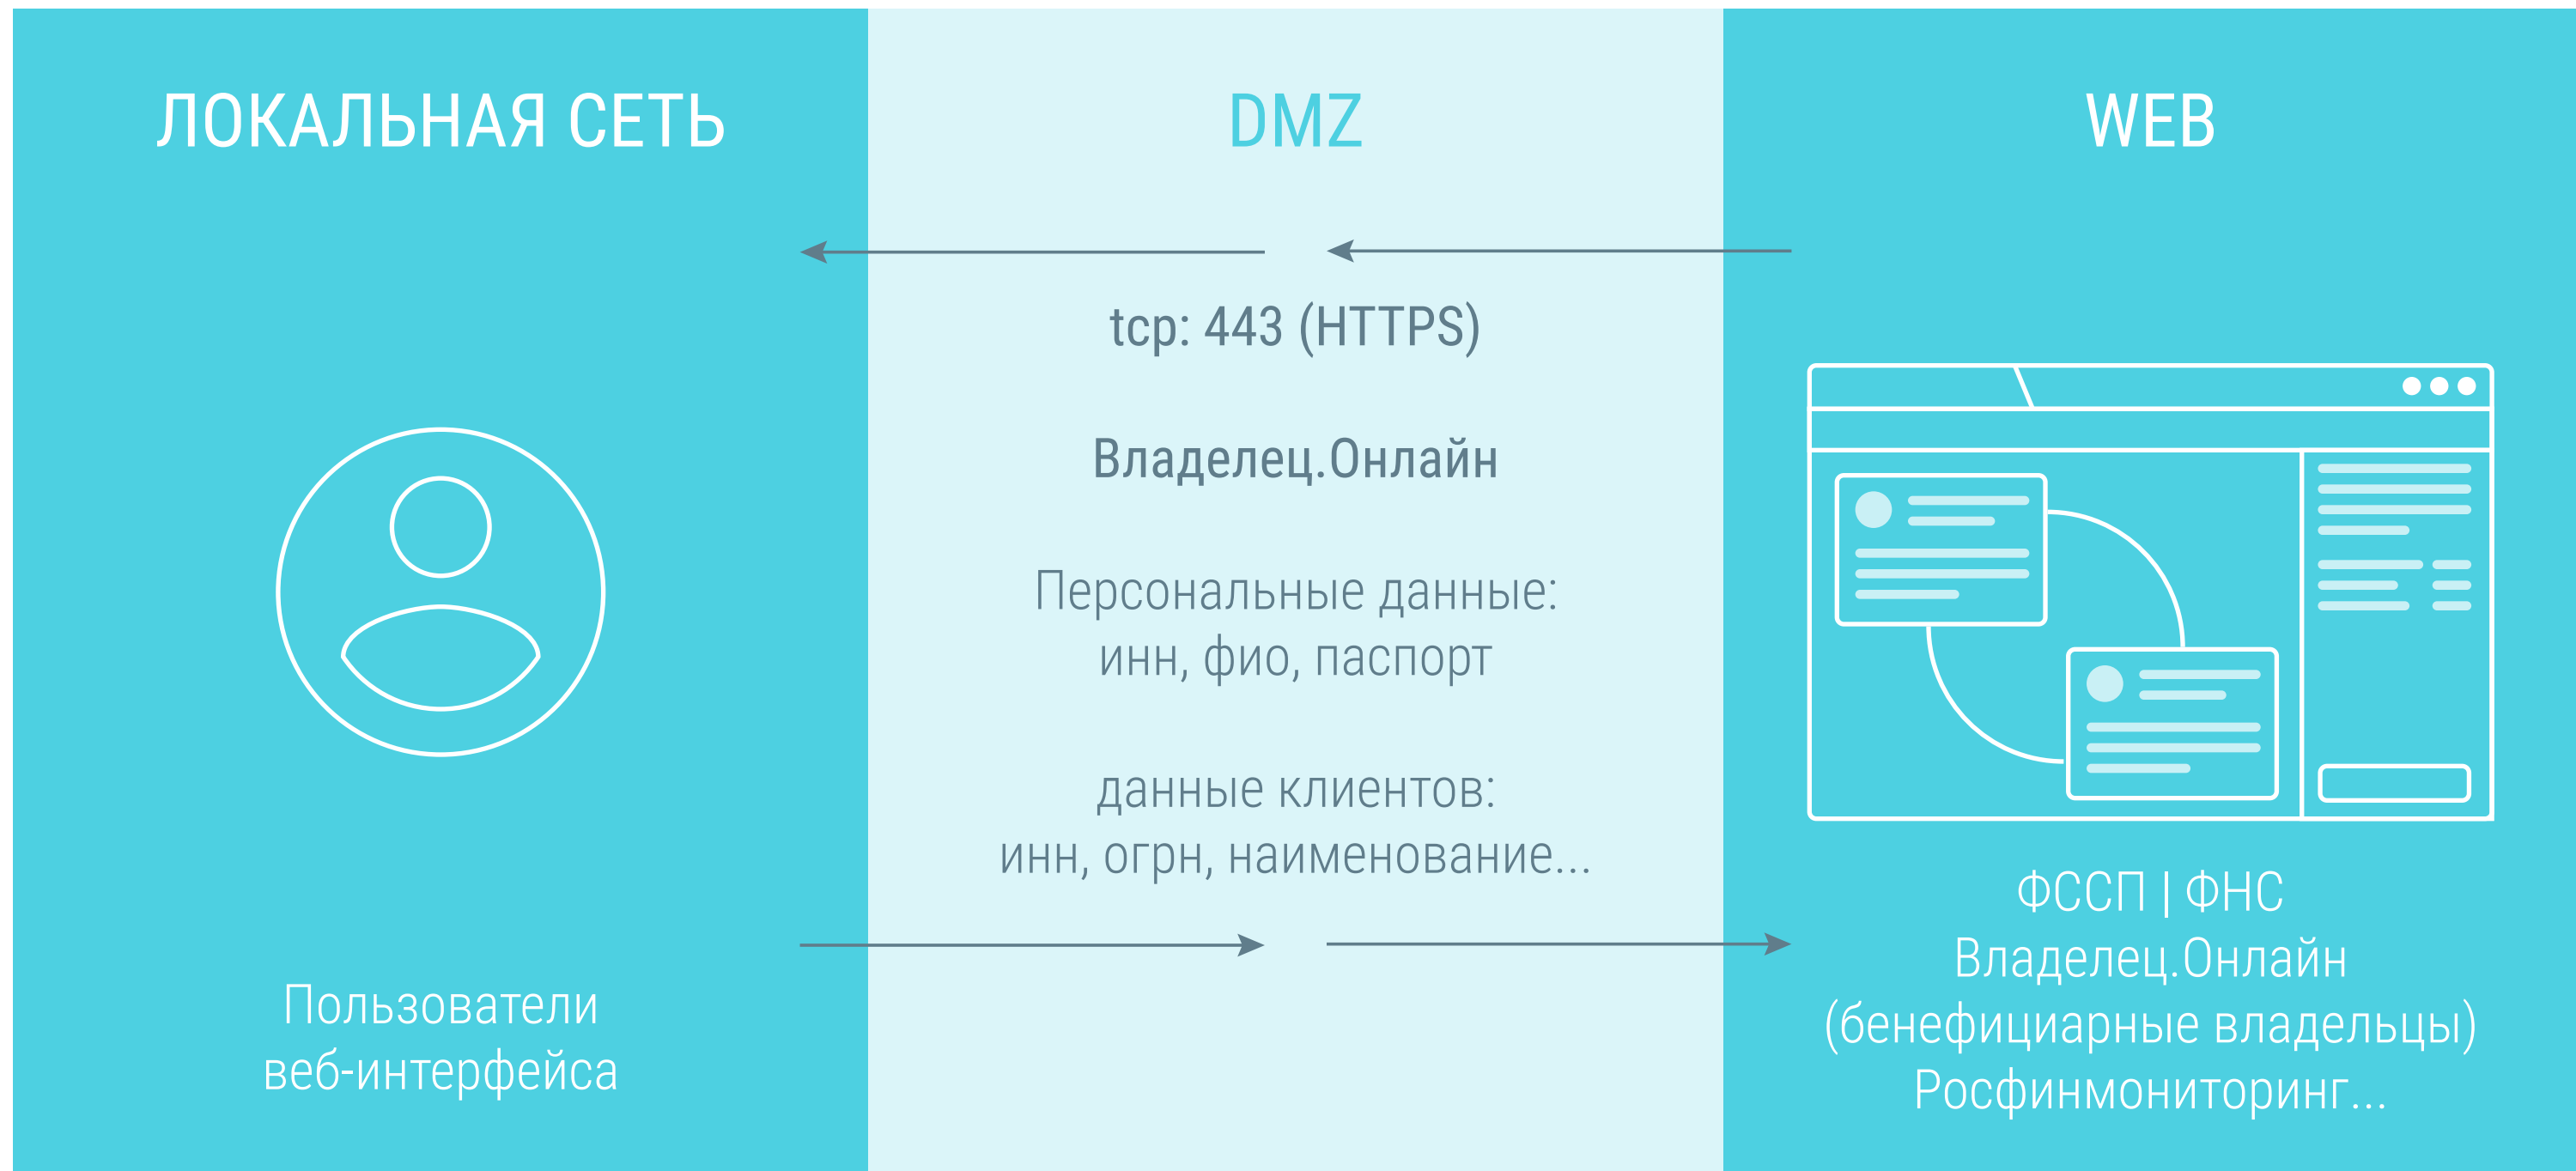 ЛОКАЛЬНАЯ СЕТЬ
Пользователи
веб-интерфейса
DMZ
tcp: 443 (HTTPS)
Владелец.Онлайн
Персональные данные:
инн, фио, паспорт
данные клиентов:
инн, огрн, наименование...
WEB
ФССП | ФНС
Владелец.Онлайн
(бенефициарные владельцы)
Росфинмониторинг...